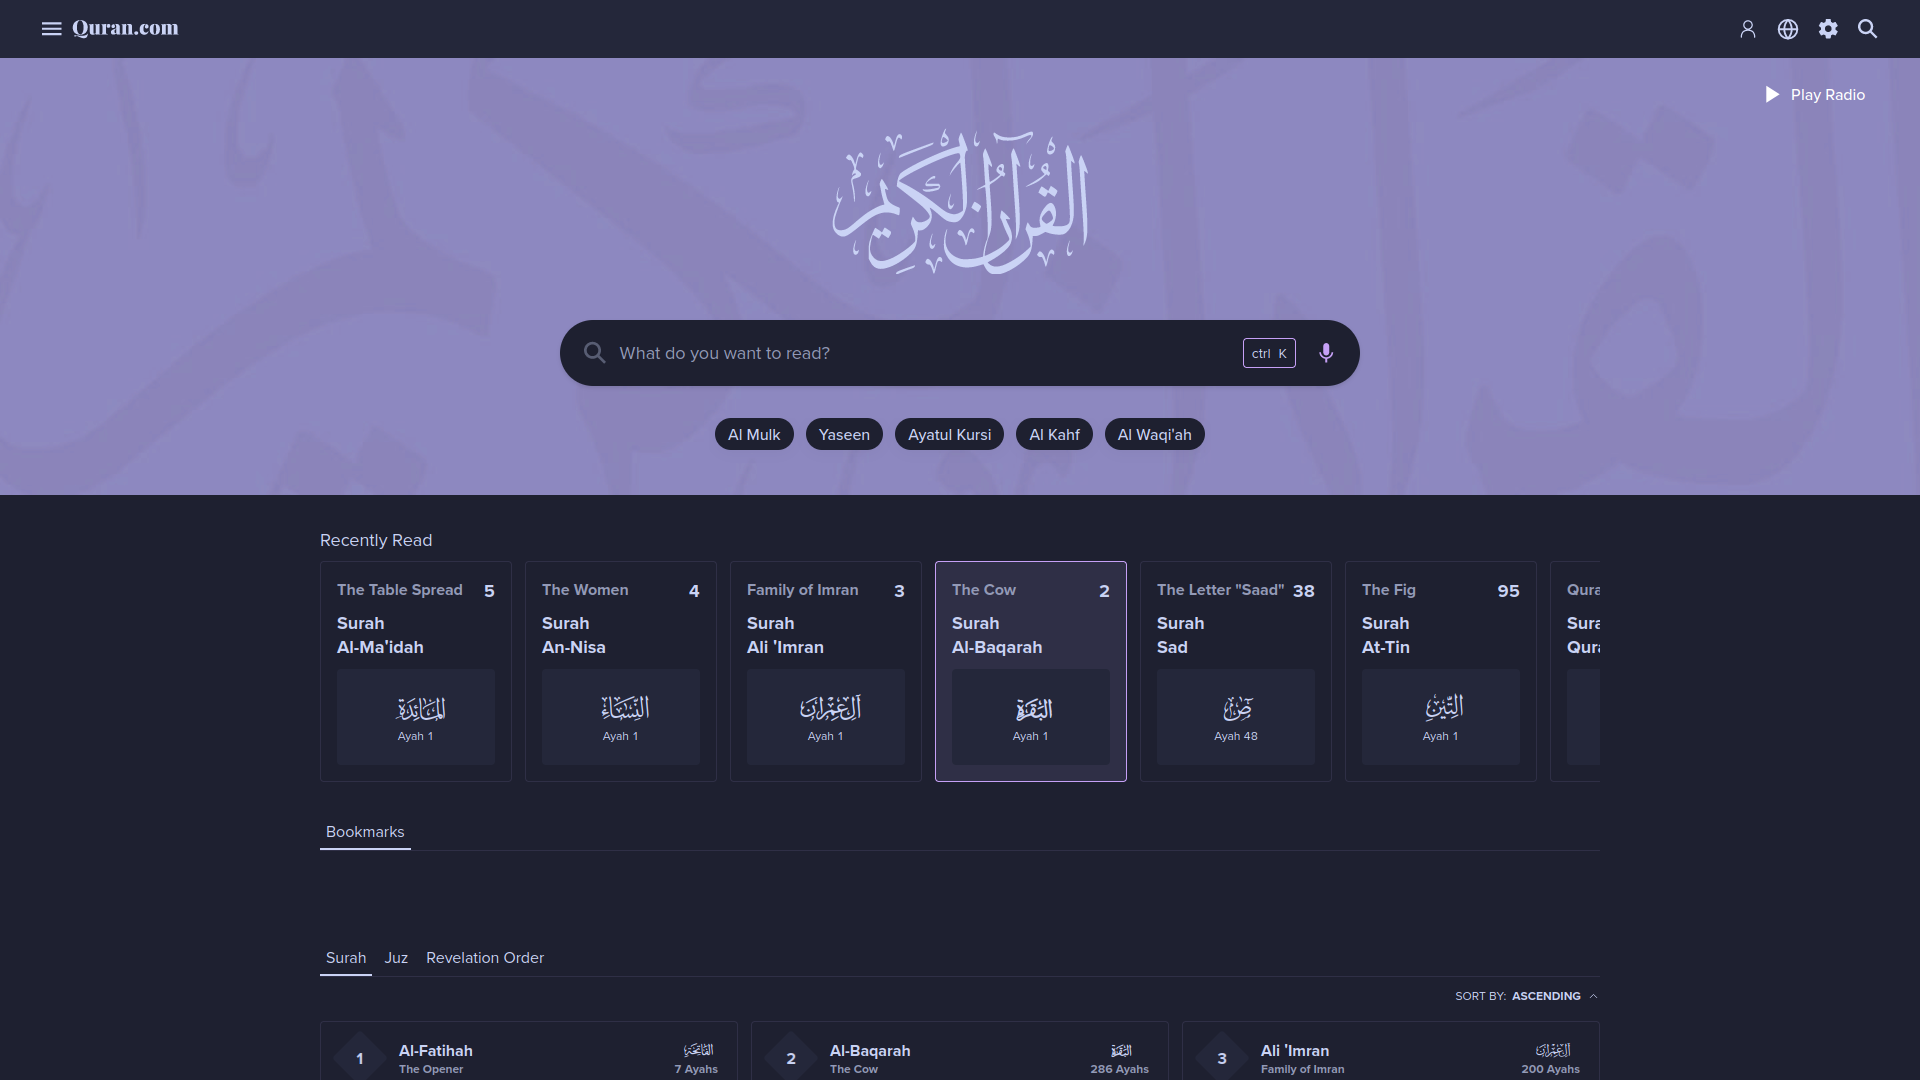 Quran.com
Play Radio
القرآن الكريم
What do you want to read?
ctrl K
Al Mulk
Yaseen
Ayatul Kursi
Al Kahf
Al Waqi'ah
Recently Read
The Table Spread 5
Surah
Al-Ma'idah
المائدة
Ayah 1
The Women 4
Surah
An-Nisa
النساء
Ayah 1
Family of Imran 3
Surah
Ali 'Imran
آل عمران
Ayah 1
The Cow 2
Surah
Al-Baqarah
البقرة
Ayah 1
The Letter "Saad" 38
Surah
Sad
ص
Ayah 48
The Fig 95
Surah
At-Tin
التين
Ayah 1
Bookmarks
Surah
Juz
Revelation Order
SORT BY: ASCENDING
1
Al-Fatihah
The Opener
الفاتحة
7 Ayahs
2
Al-Baqarah
The Cow
البقرة
286 Ayahs
3
Ali 'Imran
Family of Imran
آل عمران
200 Ayahs